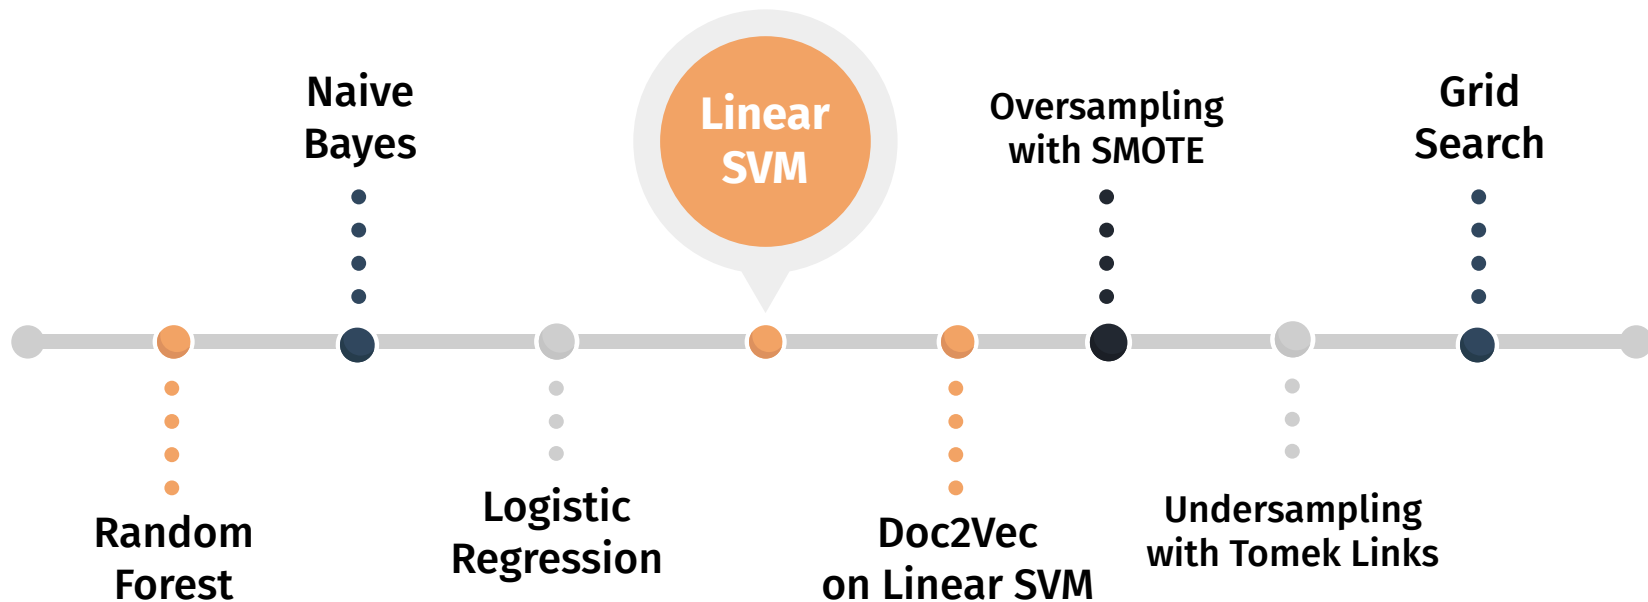 Naive
Bayes
Linear
SVM
Oversampling
with SMOTE
Grid
Search
Random
Forest
Logistic
Regression
Doc2Vec
on Linear SVM
Undersampling
with Tomek Links